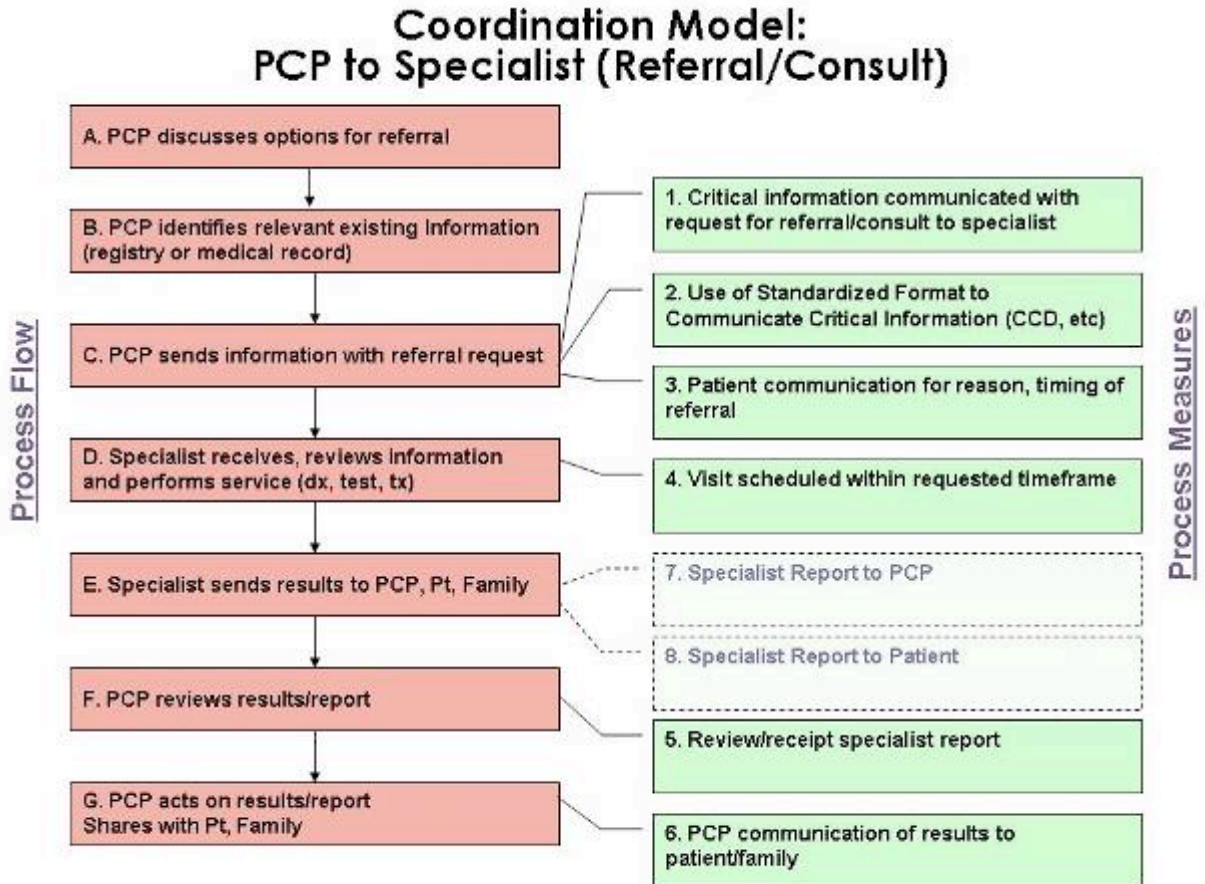 Coordination Model:
PCP to Specialist (Referral/Consult)
Process Flow
A. PCP discusses options for referral
B. PCP identifies relevant existing Information
(registry or medical record)
C. PCP sends information with referral request
D. Specialist receives, reviews information
and performs service (dx, test, tx)
E. Specialist sends results to PCP, Pt, Family
F. PCP reviews results/report
G. PCP acts on results/report
Shares with Pt, Family
1. Critical information communicated with
request for referral/consult to specialist
2. Use of Standardized Format to
Communicate Critical Information (CCD, etc)
3. Patient communication for reason, timing of
referral
4. Visit scheduled within requested timeframe
7. Specialist Report to PCP
8. Specialist Report to Patient
5. Review/receipt specialist report
6. PCP communication of results to
patient/family
Process Measures